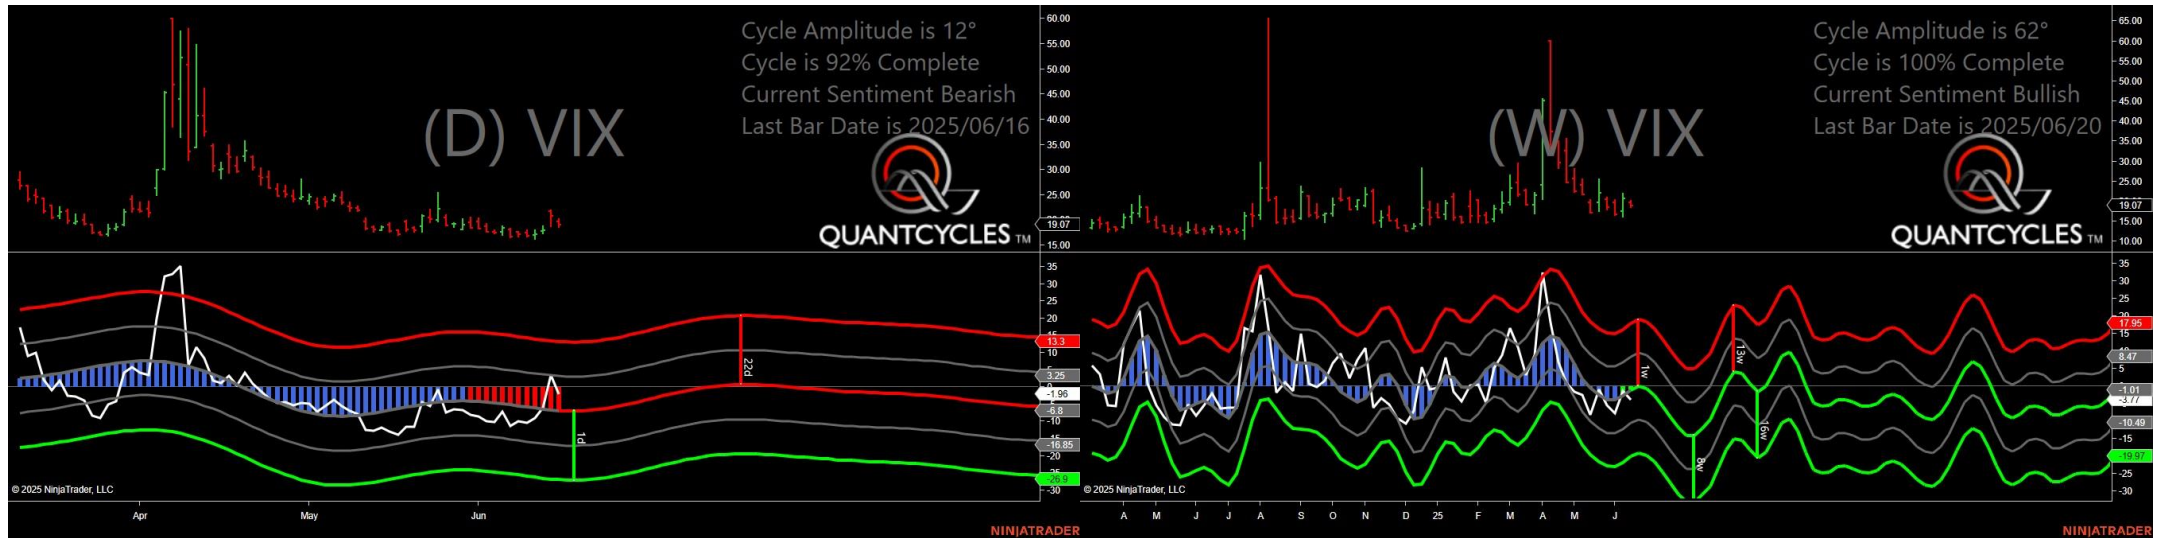 Cycle Amplitude is 12°
Cycle is 92% Complete
Current Sentiment Bearish
Last Bar Date is 2025/06/16
(D) VIX
QUANTCYCLES TM
60.00
55.00
50.00
45.00
40.00
35.00
30.00
25.00
19.07
15.00
35
30
25
20
15
13.3
10
3.25
-1.96
-6.8
-10
-16.85
-20
-25
-26.9
-30
22d
1d
© 2025 NinjaTrader, LLC
Apr May Jun
NINJATRADER
Cycle Amplitude is 62°
Cycle is 100% Complete
Current Sentiment Bullish
Last Bar Date is 2025/06/20
(W) VIX
QUANTCYCLES TM
65.00
60.00
55.00
50.00
45.00
40.00
35.00
30.00
25.00
19.07
15.00
10.00
35
30
25
20
17.95
15
8.47
5
-1.01
-3.77
-10.49
-15
-19.97
-25
-30
1w
13w
16w
8w
© 2025 NinjaTrader, LLC
A M J J A S O N D 25 F M A M J
NINJATRADER